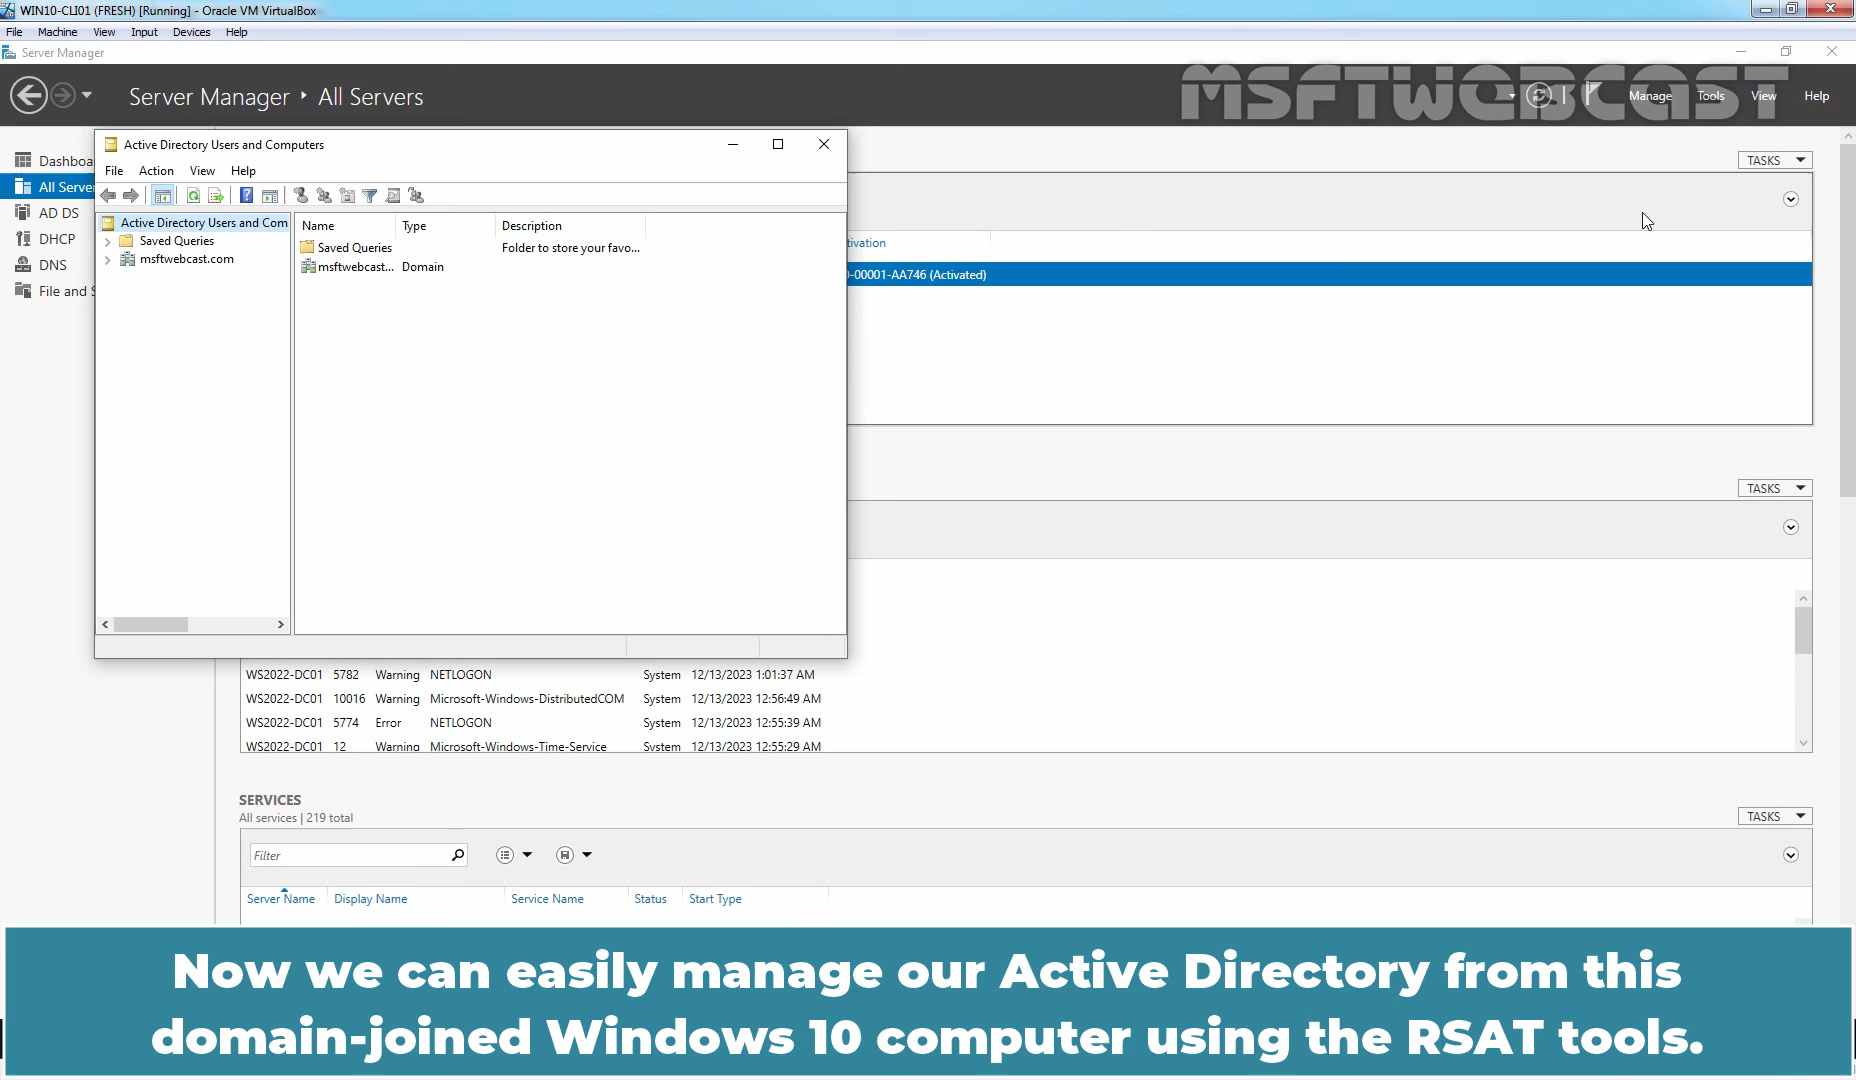 WIN10-CLI01 (FRESH) [Running] - Oracle VM VirtualBox
File Machine View Input Devices Help
Server Manager
Server Manager All Servers
MSFTWEBCAST
Manage Tools View Help
Active Directory Users and Computers
File Action View Help
Active Directory Users and Com
Saved Queries
msftwebcast.com
Name Type Description
Saved Queries Folder to store your favo...
msftwebcast... Domain
Dashboa
All Serve
AD DS
DHCP
DNS
File and S
TASKS
tivation
-00001-AA746 (Activated)
TASKS
WS2022-DC01 5782 Warning NETLOGON System 12/13/2023 1:01:37 AM
WS2022-DC01 10016 Warning Microsoft-Windows-DistributedCOM System 12/13/2023 12:56:49 AM
WS2022-DC01 5774 Error NETLOGON System 12/13/2023 12:55:39 AM
WS2022-DC01 12 Warning Microsoft-Windows-Time-Service System 12/13/2023 12:55:29 AM
SERVICES
All services | 219 total
TASKS
Filter
Server Name Display Name Service Name Status Start Type
Now we can easily manage our Active Directory from this
domain-joined Windows 10 computer using the RSAT tools.